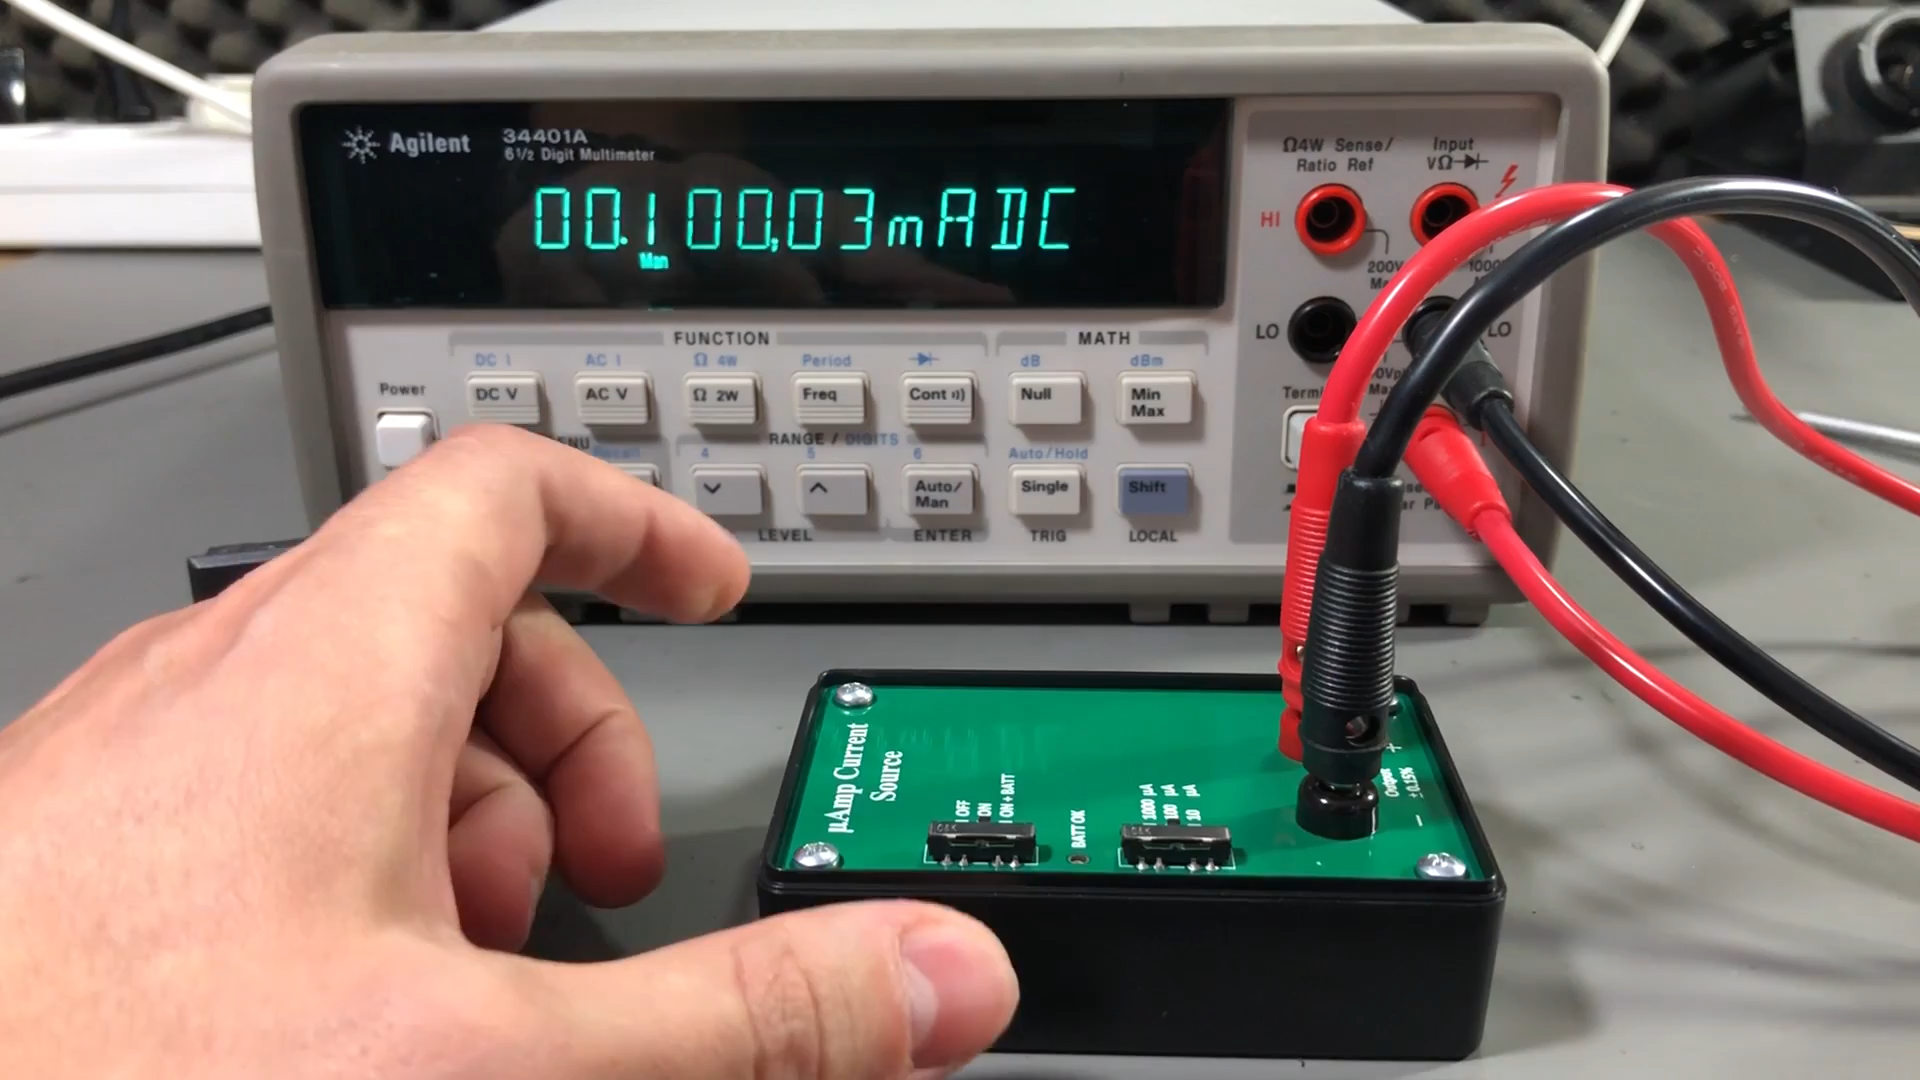 Agilent
34401A
6½ Digit Multimeter
00.100,03mADC
Man
Ω4W Sense/
Ratio Ref
Input
VΩ
HI
200V
1000
LO
LO
FUNCTION
MATH
DC I
AC I
Ω 4W
Period
dB
dBm
Power
DC V
AC V
Ω 2W
Freq
Cont
Null
Min
Max
RANGE / DIGITS
Recall
4
5
6
Auto/Hold
Auto/
Man
Single
Shift
LEVEL
ENTER
TRIG
LOCAL
µAmp Current
Source
OFF
ON
ON + BATT
BATT OK
1000 µA
100 µA
10 µA
Output
±0.15%
+
−